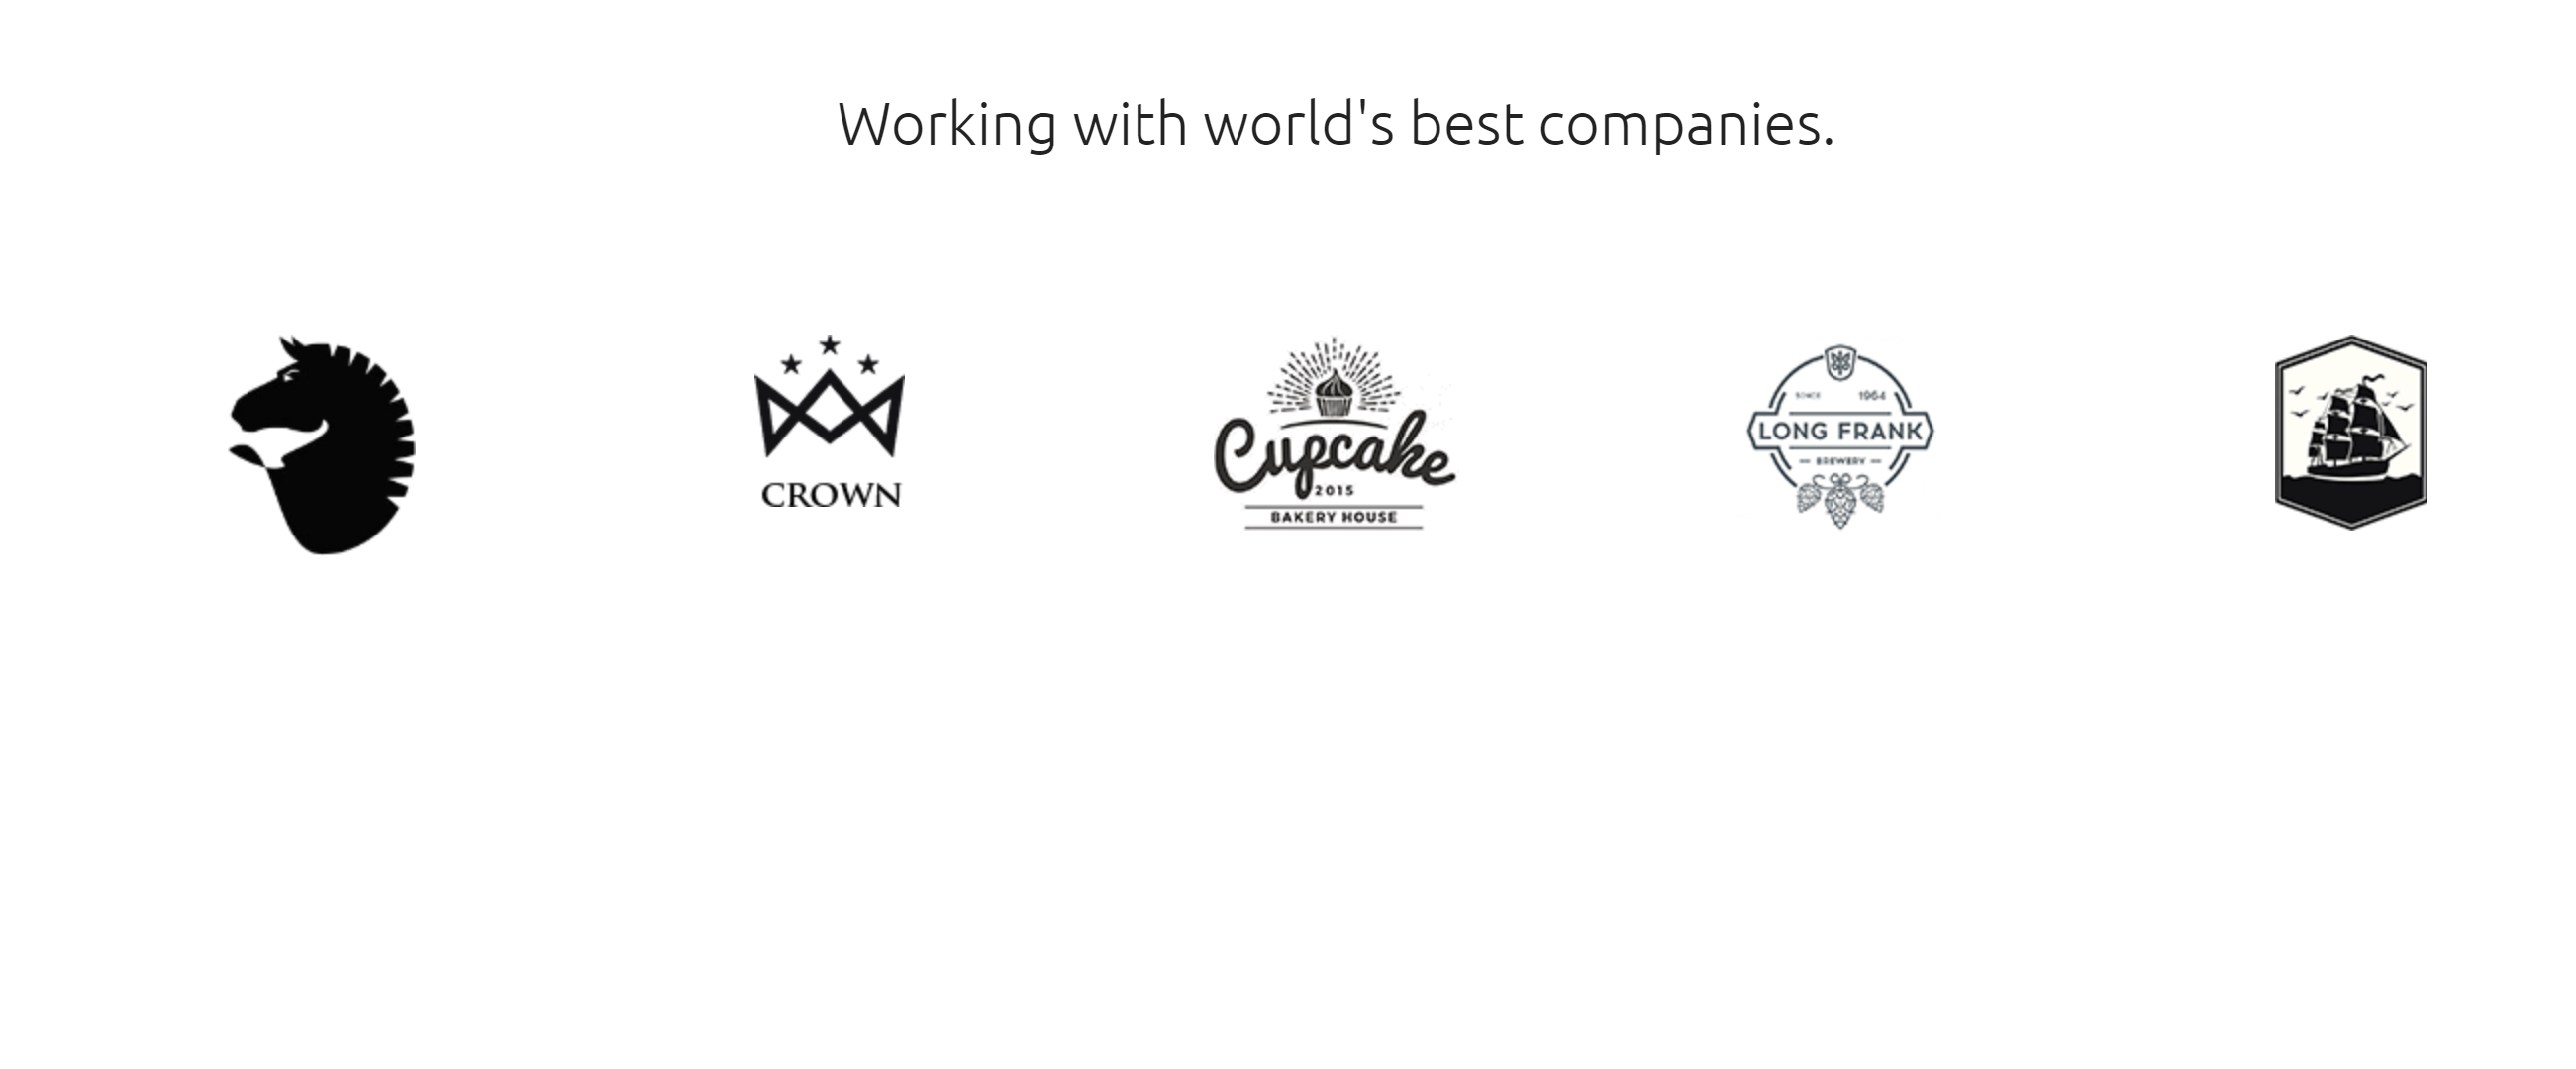 Working with world's best companies.
CROWN
Cupcake
2015
BAKERY HOUSE
SINCE 1964
LONG FRANK
BREWERY